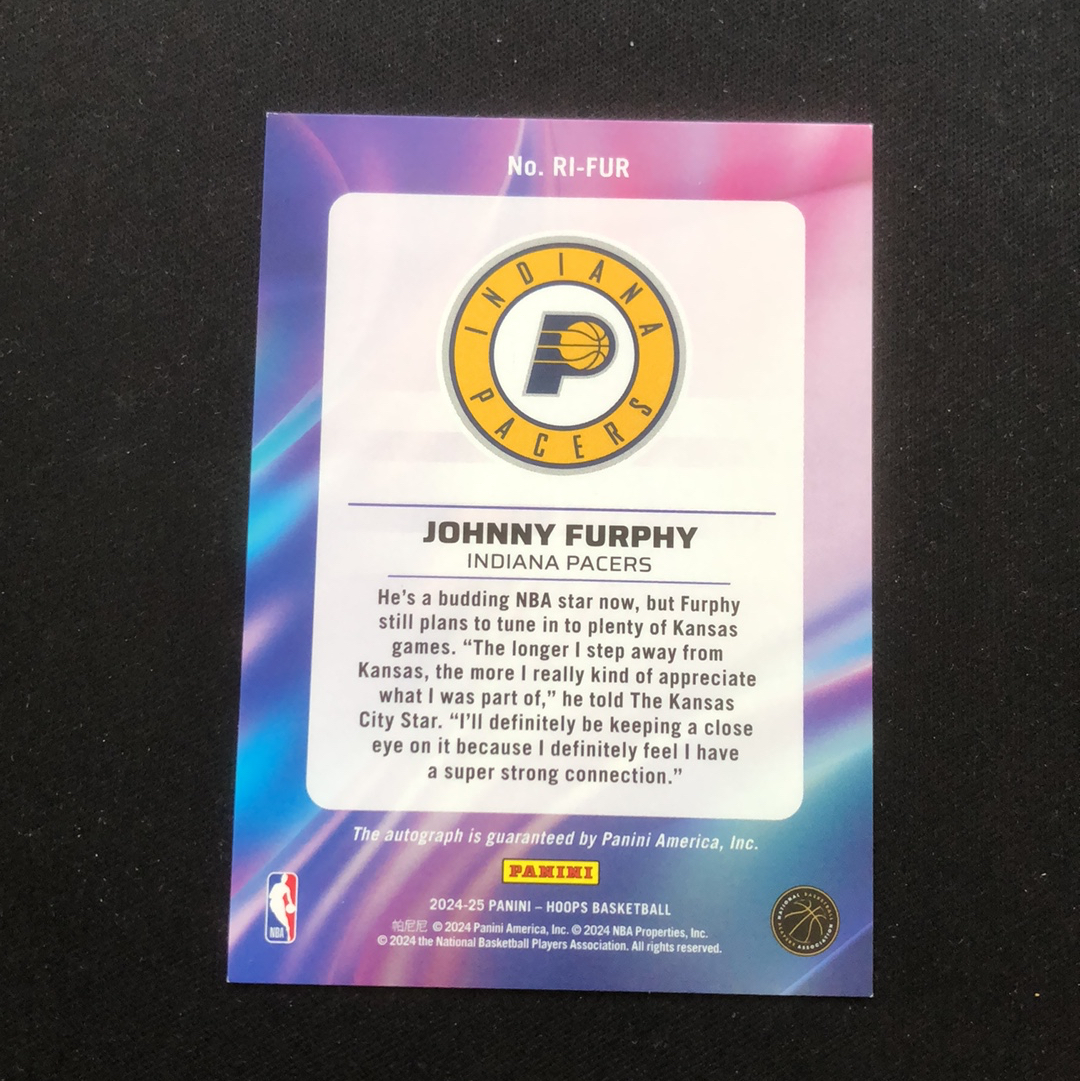 No. RI-FUR
INDIANA
PACERS
JOHNNY FURPHY
INDIANA PACERS
He's a budding NBA star now, but Furphy
still plans to tune in to plenty of Kansas
games. “The longer I step away from
Kansas, the more I really kind of appreciate
what I was part of,” he told The Kansas
City Star. “I'll definitely be keeping a close
eye on it because I definitely feel I have
a super strong connection.”
The autograph is guaranteed by Panini America, Inc.
PANINI
2024-25 PANINI – HOOPS BASKETBALL
帕尼尼 © 2024 Panini America, Inc. © 2024 NBA Properties, Inc.
© 2024 the National Basketball Players Association. All rights reserved.
NBA
NATIONAL BASKETBALL
PLAYERS ASSOCIATION